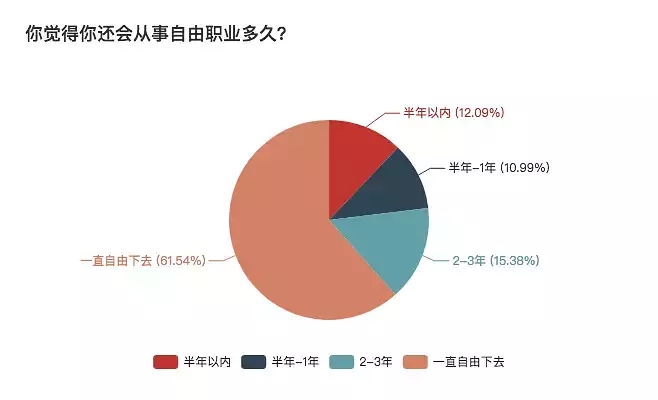 你觉得你还会从事自由职业多久？
半年以内 (12.09%)
半年-1年 (10.99%)
一直自由下去 (61.54%)
2-3年 (15.38%)
半年以内 半年-1年 2-3年 一直自由下去